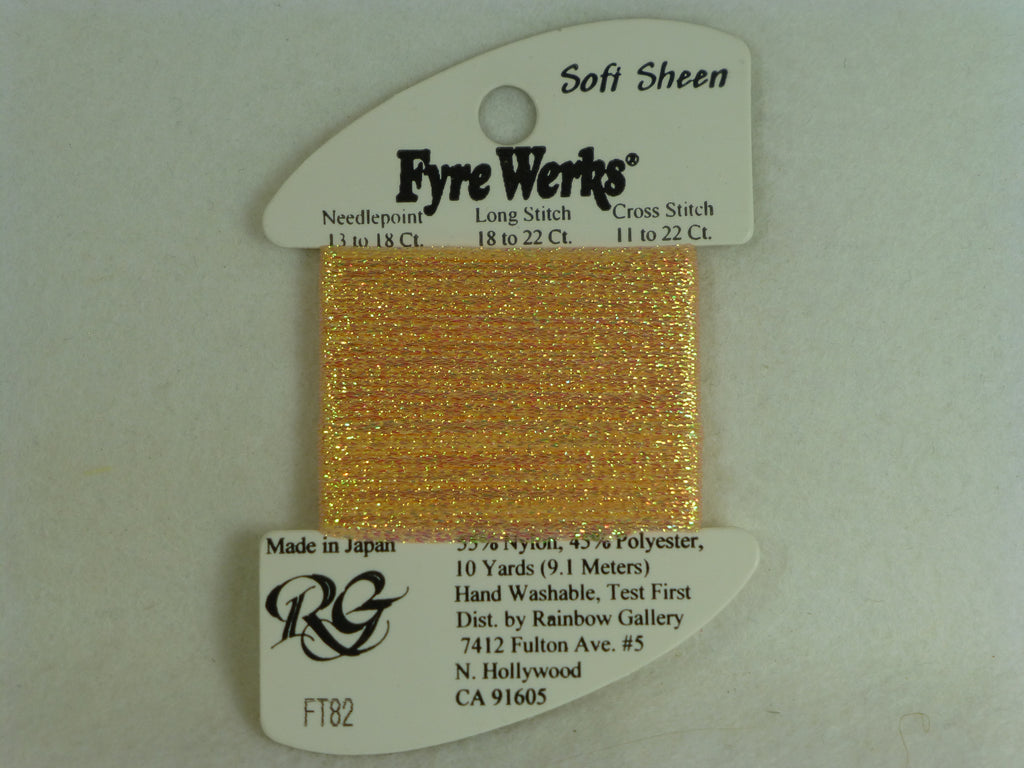 Soft Sheen
Fyre Werks®
Needlepoint Long Stitch Cross Stitch
13 to 18 Ct. 18 to 22 Ct. 11 to 22 Ct.
Made in Japan
55% Nylon, 45% Polyester,
10 Yards (9.1 Meters)
Hand Washable, Test First
Dist. by Rainbow Gallery
7412 Fulton Ave. #5
N. Hollywood
CA 91605
RG
FT82